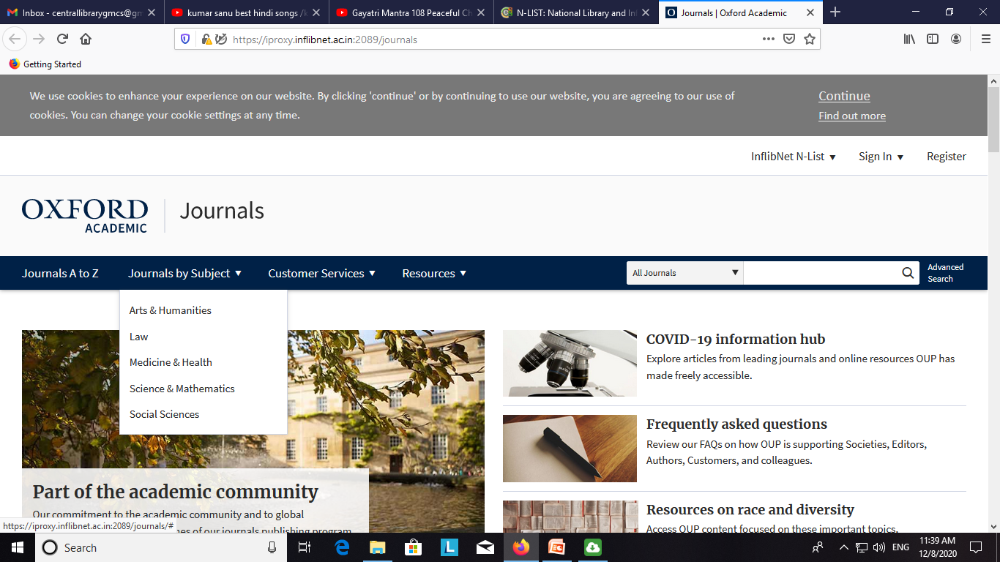 Inbox - centrallibrarygmcs@gm
kumar sanu best hindi songs /k
Gayatri Mantra 108 Peaceful Ch
N-LIST: National Library and Inf
Journals | Oxford Academic
https://iproxy.inflibnet.ac.in:2089/journals
Getting Started
We use cookies to enhance your experience on our website. By clicking 'continue' or by continuing to use our website, you are agreeing to our use of
cookies. You can change your cookie settings at any time.
Continue
Find out more
InflibNet N-List
Sign In
Register
OXFORD
ACADEMIC
Journals
Journals A to Z
Journals by Subject
Customer Services
Resources
All Journals
Advanced
Search
Arts & Humanities
Law
Medicine & Health
Science & Mathematics
Social Sciences
Part of the academic community
Our commitment to the academic community and to global
nes of our journals publishing program
COVID-19 information hub
Explore articles from leading journals and online resources OUP has
made freely accessible.
Frequently asked questions
Review our FAQs on how OUP is supporting Societies, Editors,
Authors, Customers, and colleagues.
Resources on race and diversity
Access OUP content focused on these important topics.
https://iproxy.inflibnet.ac.in:2089/journals/#
Search
ENG
11:39 AM
12/8/2020